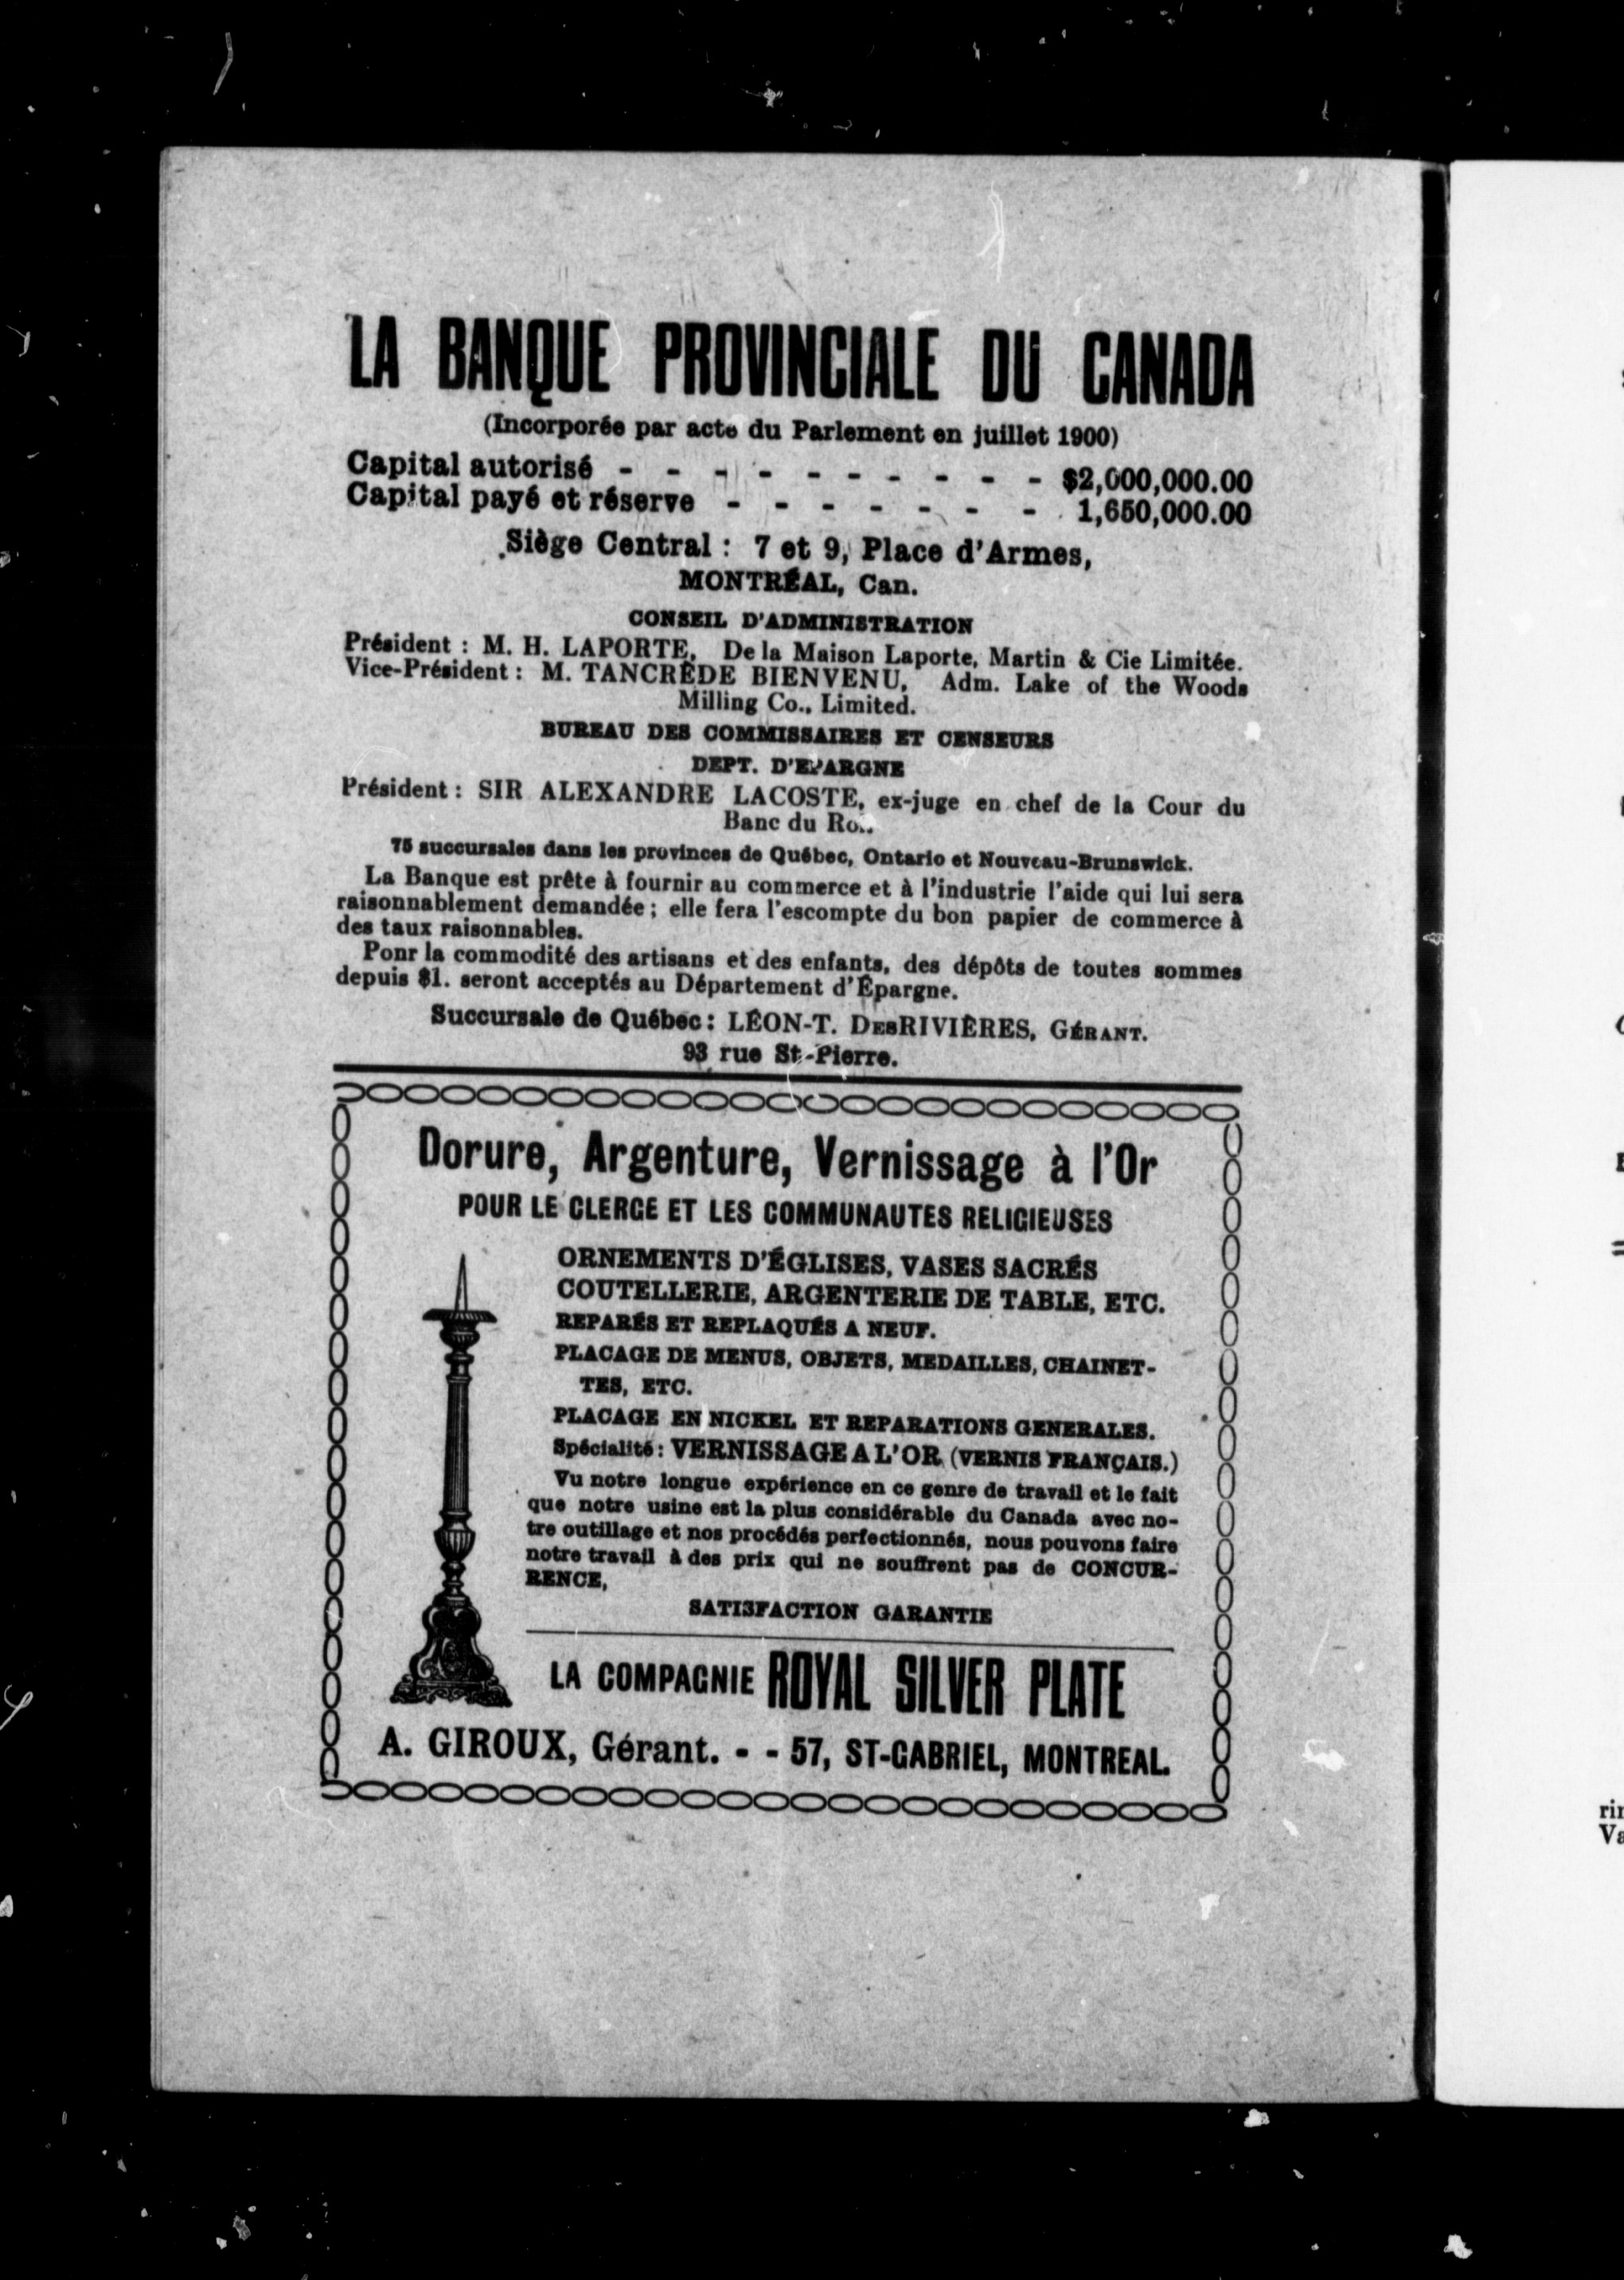 LA BANQUE PROVINCIALE DU CANADA
(Incorporée par acte du Parlement en juillet 1900)
Capital autorisé - - - - - - - - - - $2,000,000.00
Capital payé et réserve - - - - - - - 1,650,000.00
Siège Central : 7 et 9, Place d'Armes,
MONTRÉAL, Can.
CONSEIL D'ADMINISTRATION
Président : M. H. LAPORTE, De la Maison Laporte, Martin & Cie Limitée.
Vice-Président : M. TANCRÈDE BIENVENU, Adm. Lake of the Woods
Milling Co., Limited.
BUREAU DES COMMISSAIRES ET CENSEURS
DEPT. D'EPARGNE
Président : SIR ALEXANDRE LACOSTE, ex-juge en chef de la Cour du
Banc du Roi.
75 succursales dans les provinces de Québec, Ontario et Nouveau-Brunswick.
La Banque est prête à fournir au commerce et à l'industrie l'aide qui lui sera
raisonnablement demandée ; elle fera l'escompte du bon papier de commerce à
des taux raisonnables.
Ponr la commodité des artisans et des enfants, des dépôts de toutes sommes
depuis $1. seront acceptés au Département d'Épargne.
Succursale de Québec : LÉON-T. DESRIVIÈRES, GÉRANT.
93 rue St-Pierre.
Dorure, Argenture, Vernissage à l'Or
POUR LE CLERGE ET LES COMMUNAUTES RELIGIEUSES
ORNEMENTS D'ÉGLISES, VASES SACRÉS
COUTELLERIE, ARGENTERIE DE TABLE, ETC.
REPARÉS ET REPLAQUÉS A NEUF.
PLACAGE DE MENUS, OBJETS, MEDAILLES, CHAINET-
TES, ETC.
PLACAGE EN NICKEL ET REPARATIONS GENERALES.
Spécialité : VERNISSAGE A L'OR (VERNIS FRANÇAIS.)
Vu notre longue expérience en ce genre de travail et le fait
que notre usine est la plus considérable du Canada avec no-
tre outillage et nos procédés perfectionnés, nous pouvons faire
notre travail à des prix qui ne souffrent pas de CONCUR-
RENCE,
SATISFACTION GARANTIE
LA COMPAGNIE ROYAL SILVER PLATE
A. GIROUX, Gérant. - - 57, ST-GABRIEL, MONTREAL.